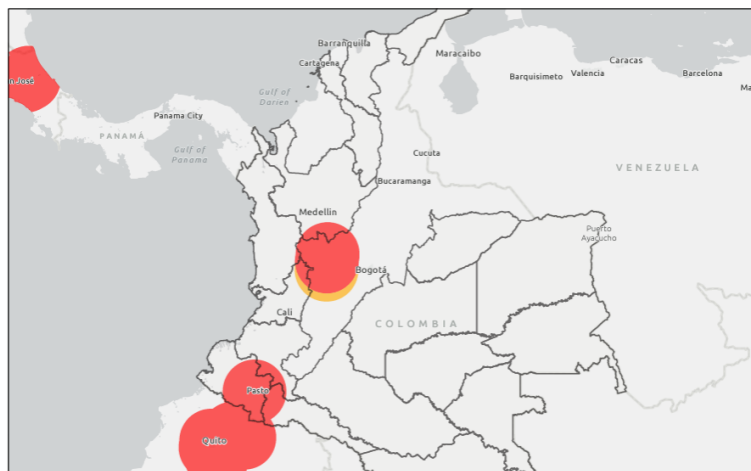 Barranquilla
Cartagena
Maracaibo
Caracas
Barquisimeto
Valencia
Barcelona
Ma
n José
Gulf of
Darien
Panama City
PANAMÁ
Gulf of
Panama
Cucuta
VENEZUELA
Bucaramanga
Medellin
Puerto
Ayacucho
Bogotá
Cali
COLOMBIA
Pasto
Quito